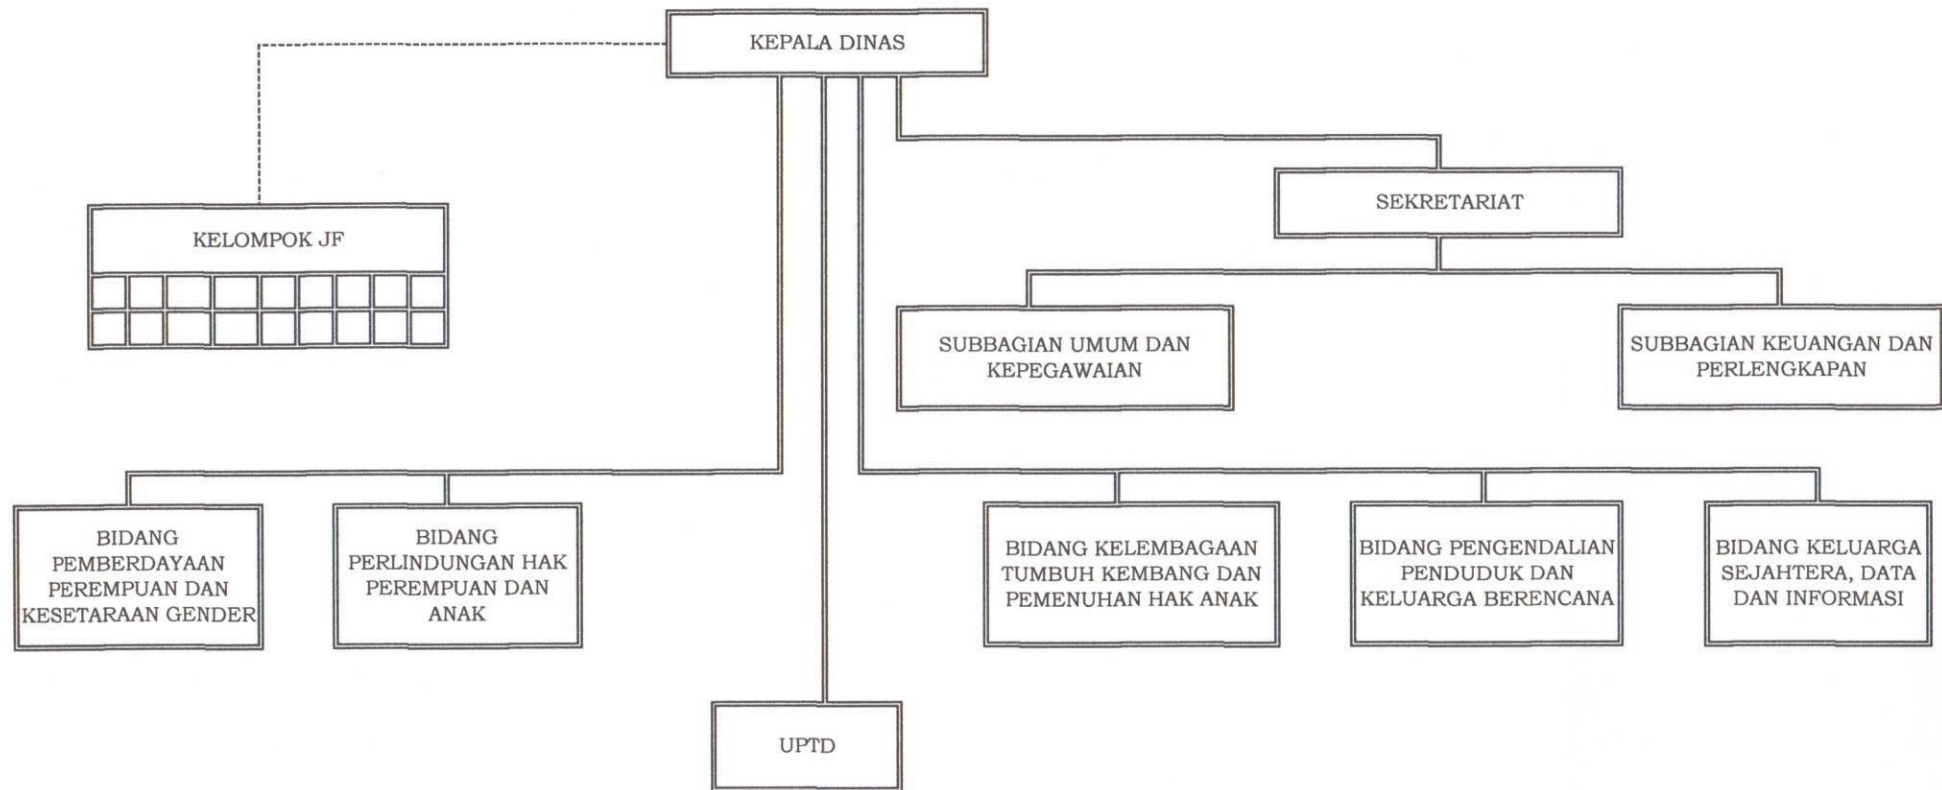 KEPALA DINAS
SEKRETARIAT
KELOMPOK JF
SUBBAGIAN UMUM DAN
KEPEGAWAIAN
SUBBAGIAN KEUANGAN DAN
PERLENGKAPAN
BIDANG
PEMBERDAYAAN
PEREMPUAN DAN
KESETARAAN GENDER
BIDANG
PERLINDUNGAN HAK
PEREMPUAN DAN
ANAK
BIDANG KELEMBAGAAN
TUMBUH KEMBANG DAN
PEMENUHAN HAK ANAK
BIDANG PENGENDALIAN
PENDUDUK DAN
KELUARGA BERENCANA
BIDANG KELUARGA
SEJAHTERA, DATA
DAN INFORMASI
UPTD